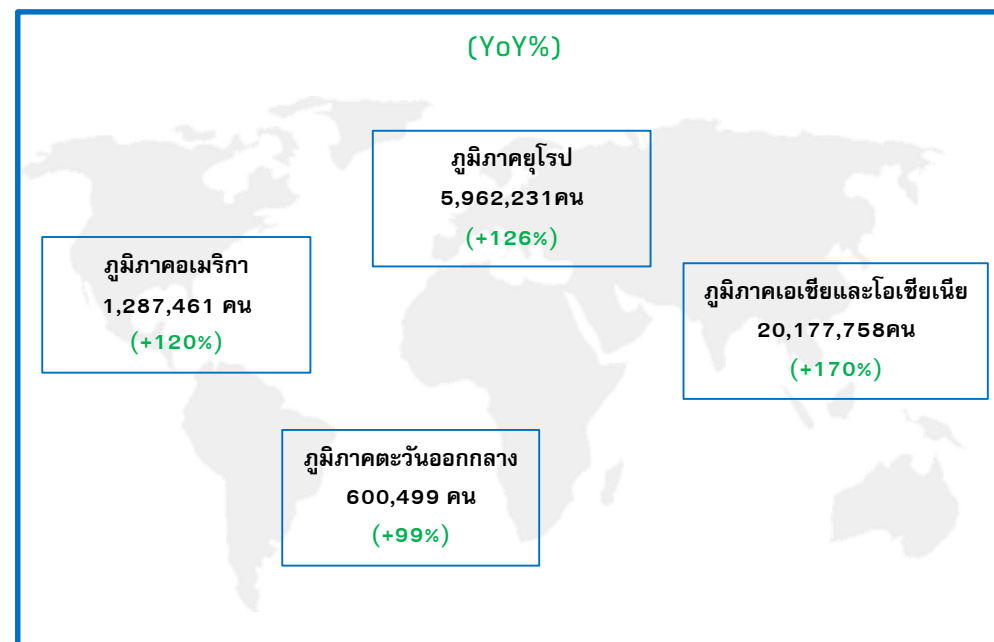 (YoY%)
ภูมิภาคยุโรป
5,962,231คน
(+126%)
ภูมิภาคอเมริกา
1,287,461 คน
(+120%)
ภูมิภาคเอเชียและโอเชียเนีย
20,177,758คน
(+170%)
ภูมิภาคตะวันออกกลาง
600,499 คน
(+99%)